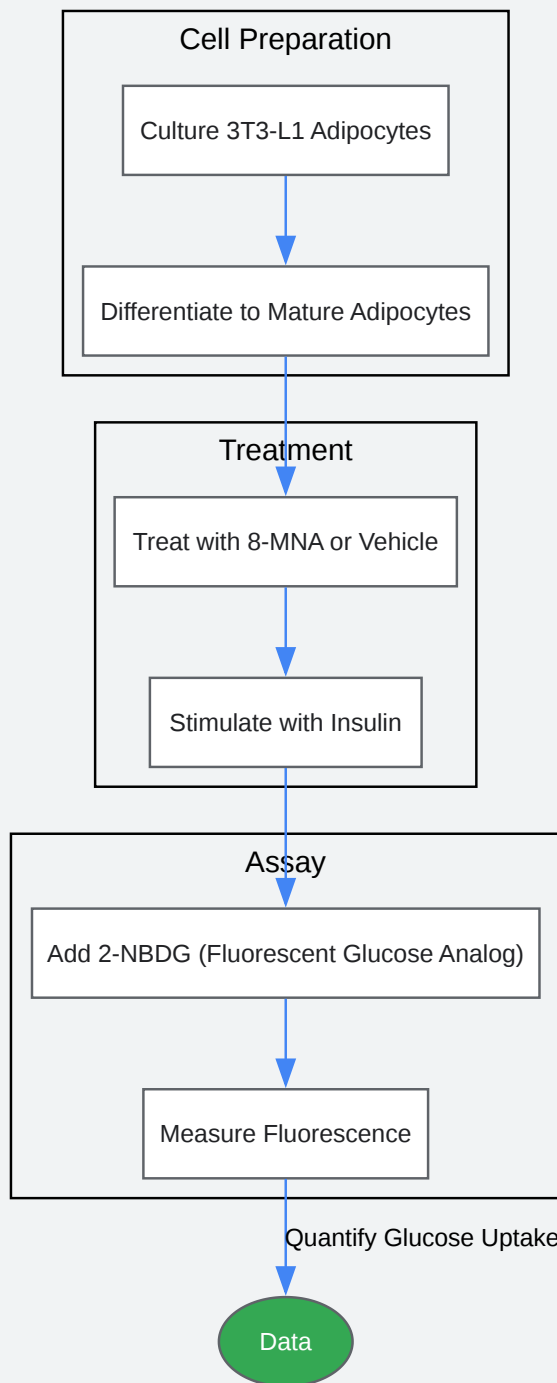 Cell Preparation
Culture 3T3-L1 Adipocytes
Differentiate to Mature Adipocytes
Treatment
Treat with 8-MNA or Vehicle
Stimulate with Insulin
Assay
Add 2-NBDG (Fluorescent Glucose Analog)
Measure Fluorescence
Quantify Glucose Uptake
Data